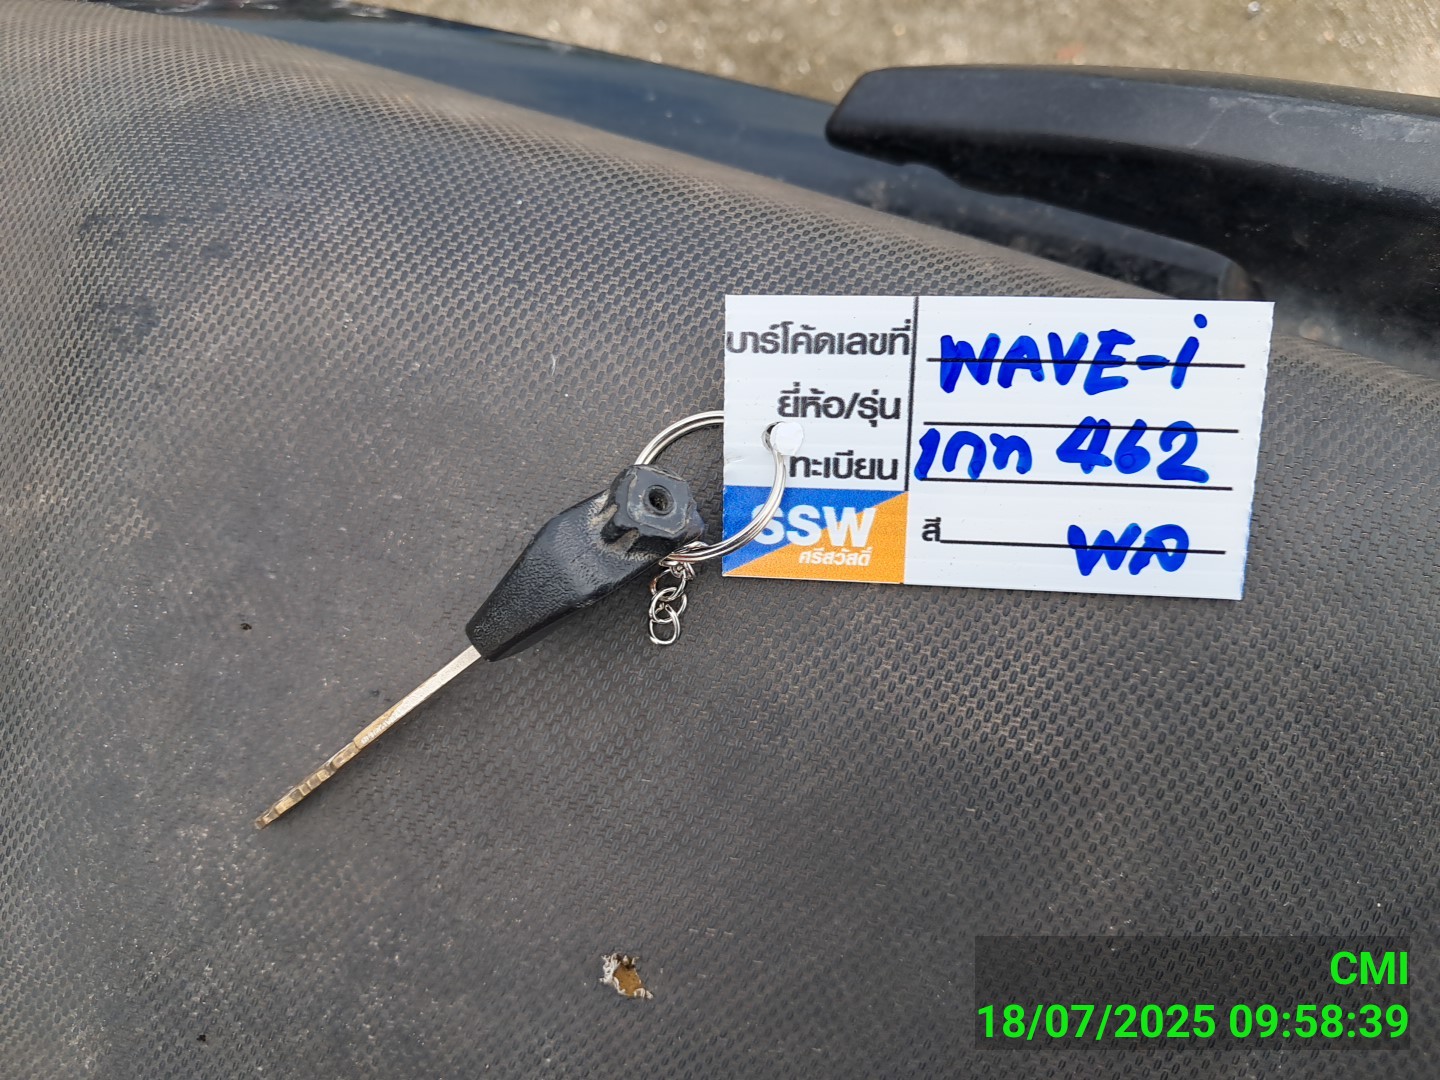 บาร์โค้ดเลขที่ WAVE-i
ยี่ห้อ/รุ่น
ทะเบียน 1กท 462
SSW
ศรีสวัสดิ์
สี พล
CMI
18/07/2025 09:58:39